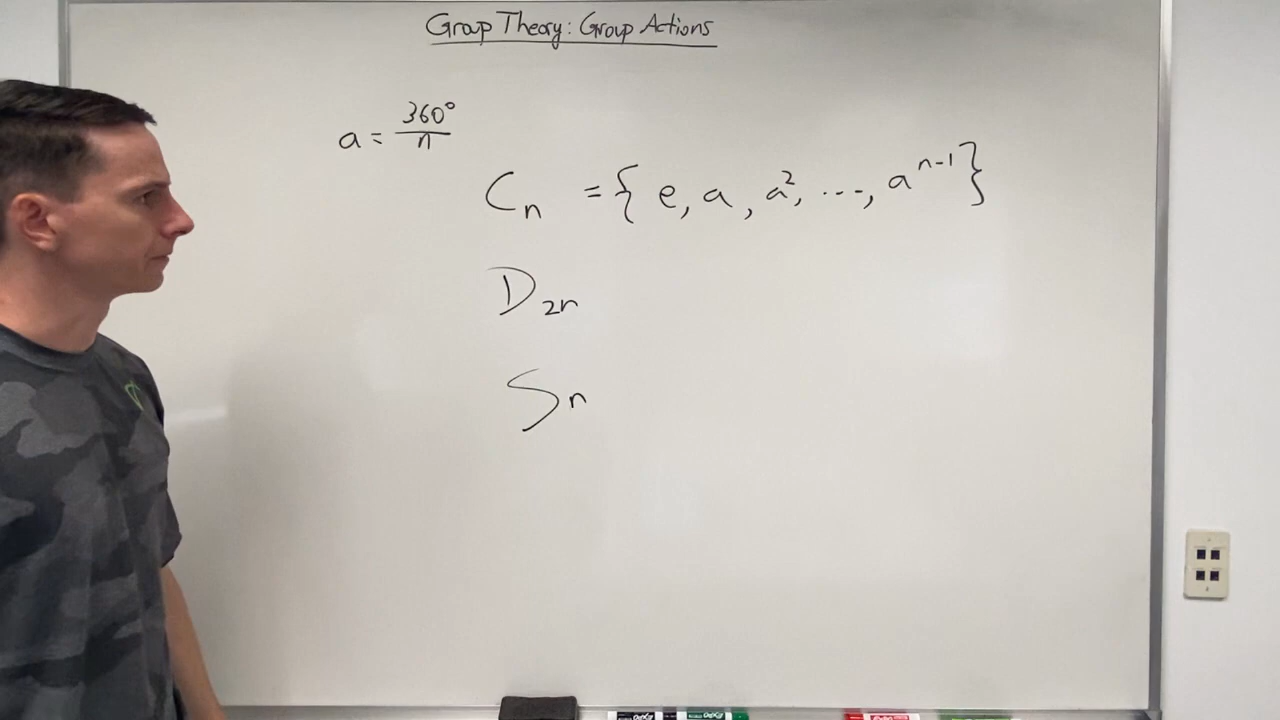 Group Theory: Group Actions
a = 360°/n
Cₙ = { e, a, a², ..., aⁿ⁻¹}
D₂ₙ
Sₙ